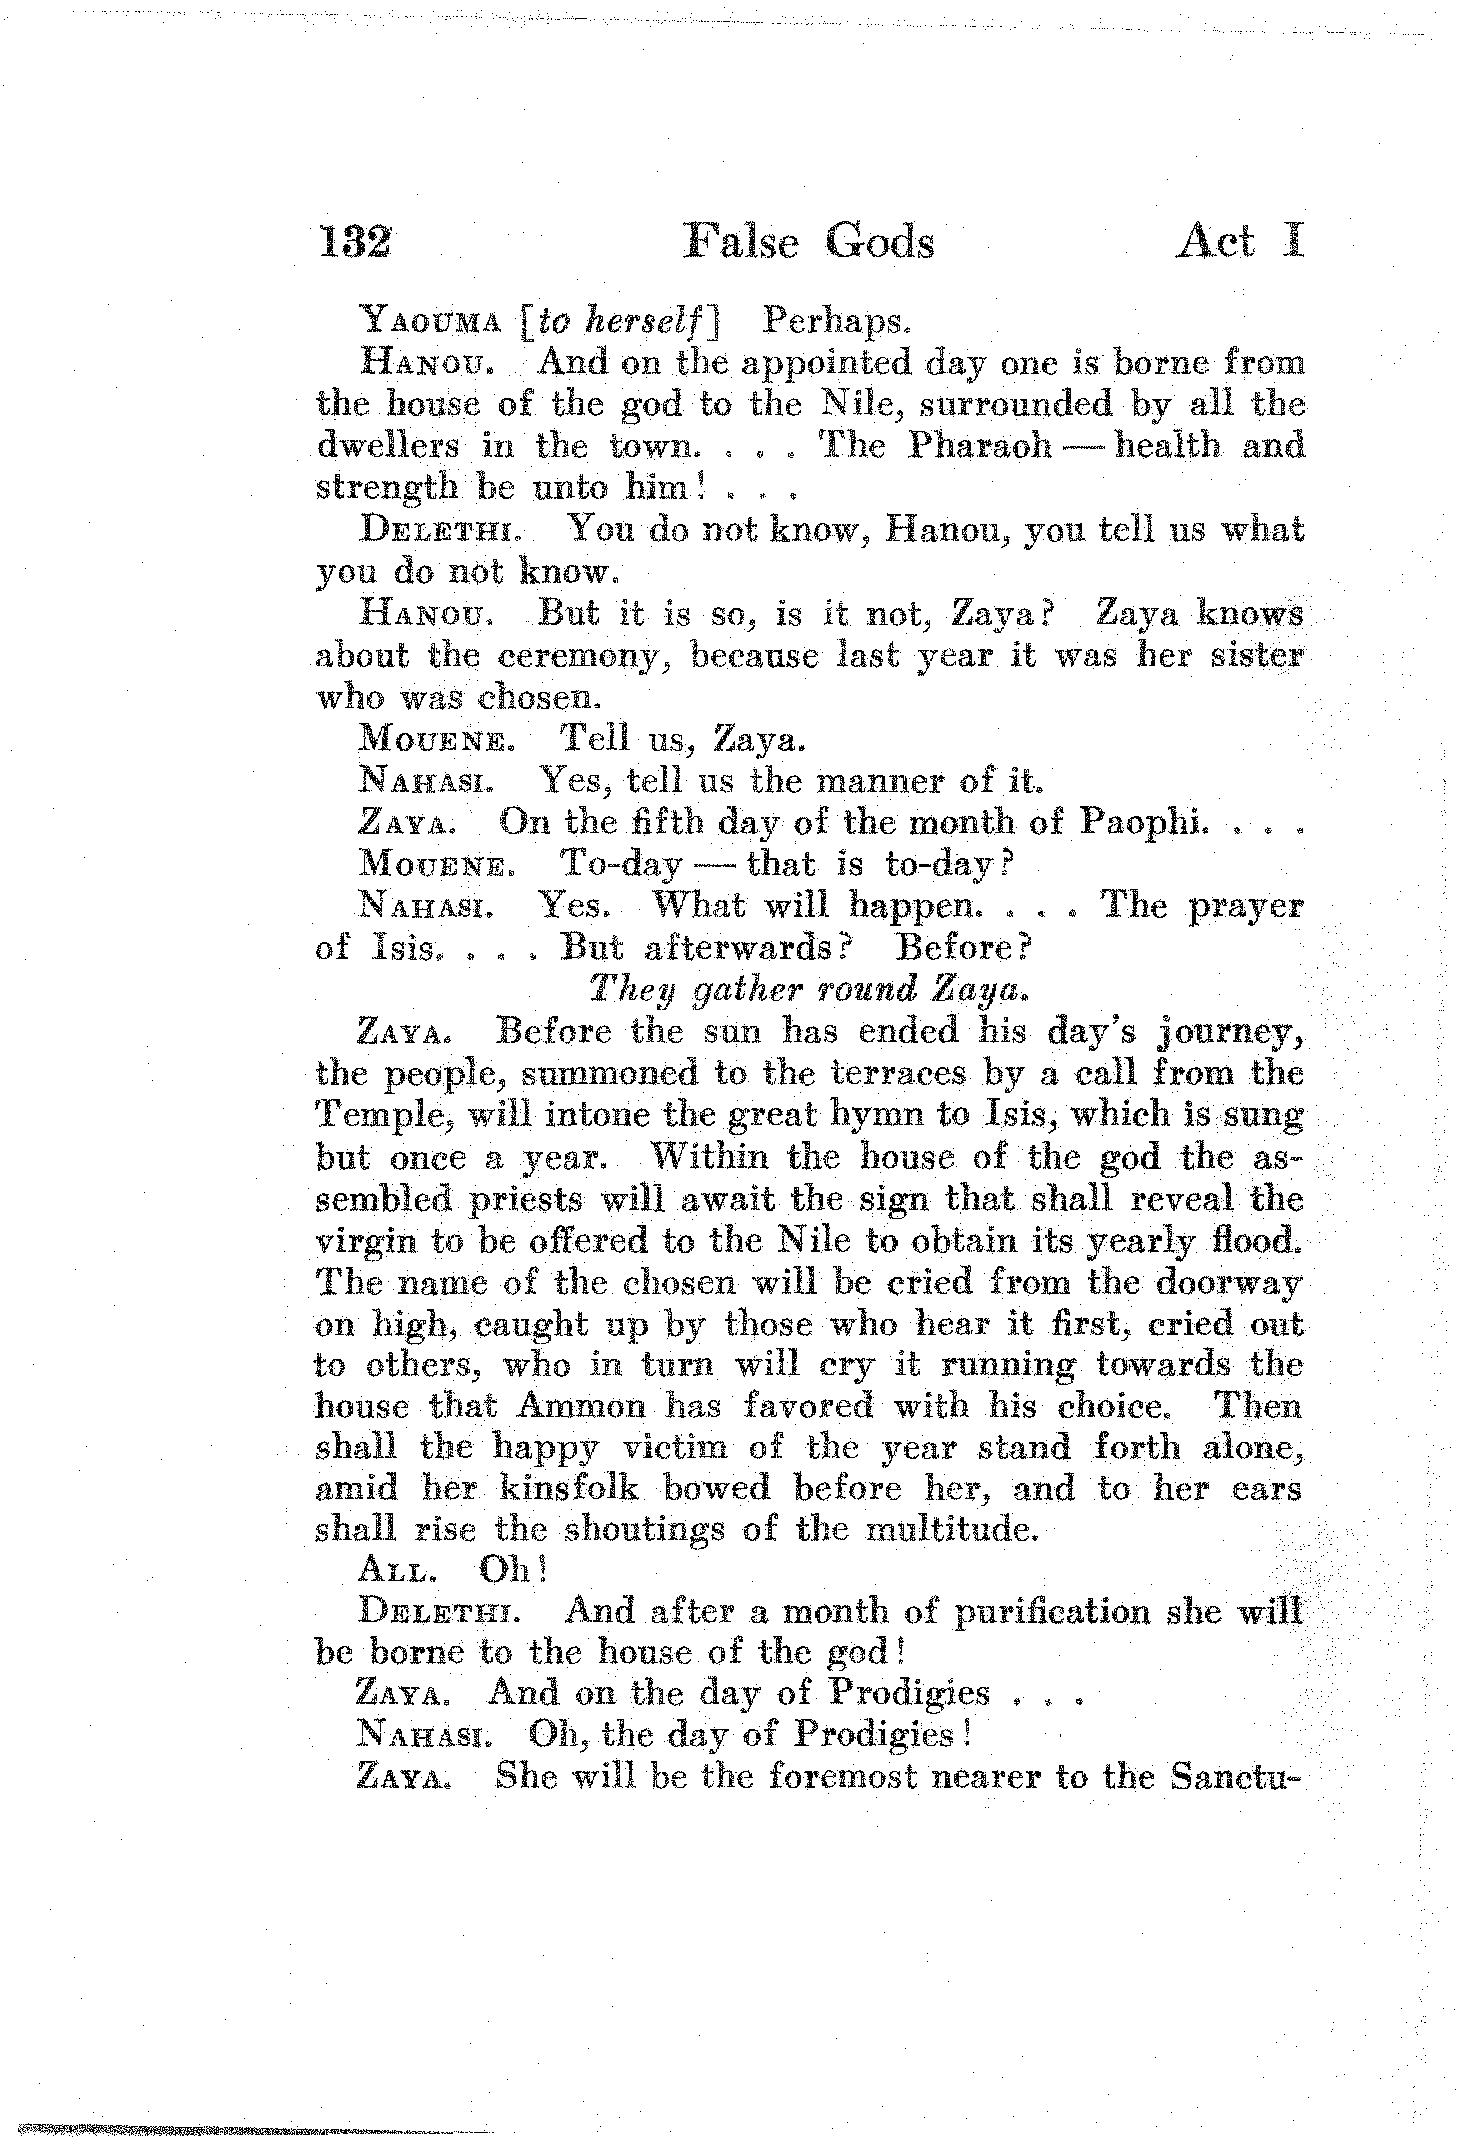 132 False Gods Act I
YAOUMA [to herself] Perhaps.
HANOU. And on the appointed day one is borne from
the house of the god to the Nile, surrounded by all the
dwellers in the town. . . . The Pharaoh — health and
strength be unto him! . . .
DELETHI. You do not know, Hanou, you tell us what
you do not know.
HANOU. But it is so, is it not, Zaya? Zaya knows
about the ceremony, because last year it was her sister
who was chosen.
MOUENE. Tell us, Zaya.
NAHASI. Yes, tell us the manner of it.
ZAYA. On the fifth day of the month of Paophi. . . .
MOUENE. To-day — that is to-day?
NAHASI. Yes. What will happen. . . . The prayer
of Isis. . . . But afterwards? Before?
They gather round Zaya.
ZAYA. Before the sun has ended his day's journey,
the people, summoned to the terraces by a call from the
Temple, will intone the great hymn to Isis, which is sung
but once a year. Within the house of the god the as-
sembled priests will await the sign that shall reveal the
virgin to be offered to the Nile to obtain its yearly flood.
The name of the chosen will be cried from the doorway
on high, caught up by those who hear it first, cried out
to others, who in turn will cry it running towards the
house that Ammon has favored with his choice. Then
shall the happy victim of the year stand forth alone,
amid her kinsfolk bowed before her, and to her ears
shall rise the shoutings of the multitude.
ALL. Oh!
DELETHI. And after a month of purification she will
be borne to the house of the god!
ZAYA. And on the day of Prodigies . . .
NAHASI. Oh, the day of Prodigies!
ZAYA. She will be the foremost nearer to the Sanctu-